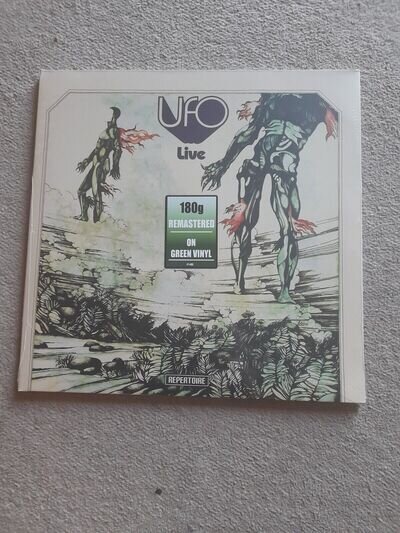 UFO
Live
180g
REMASTERED
ON
GREEN VINYL
REPERTOIRE